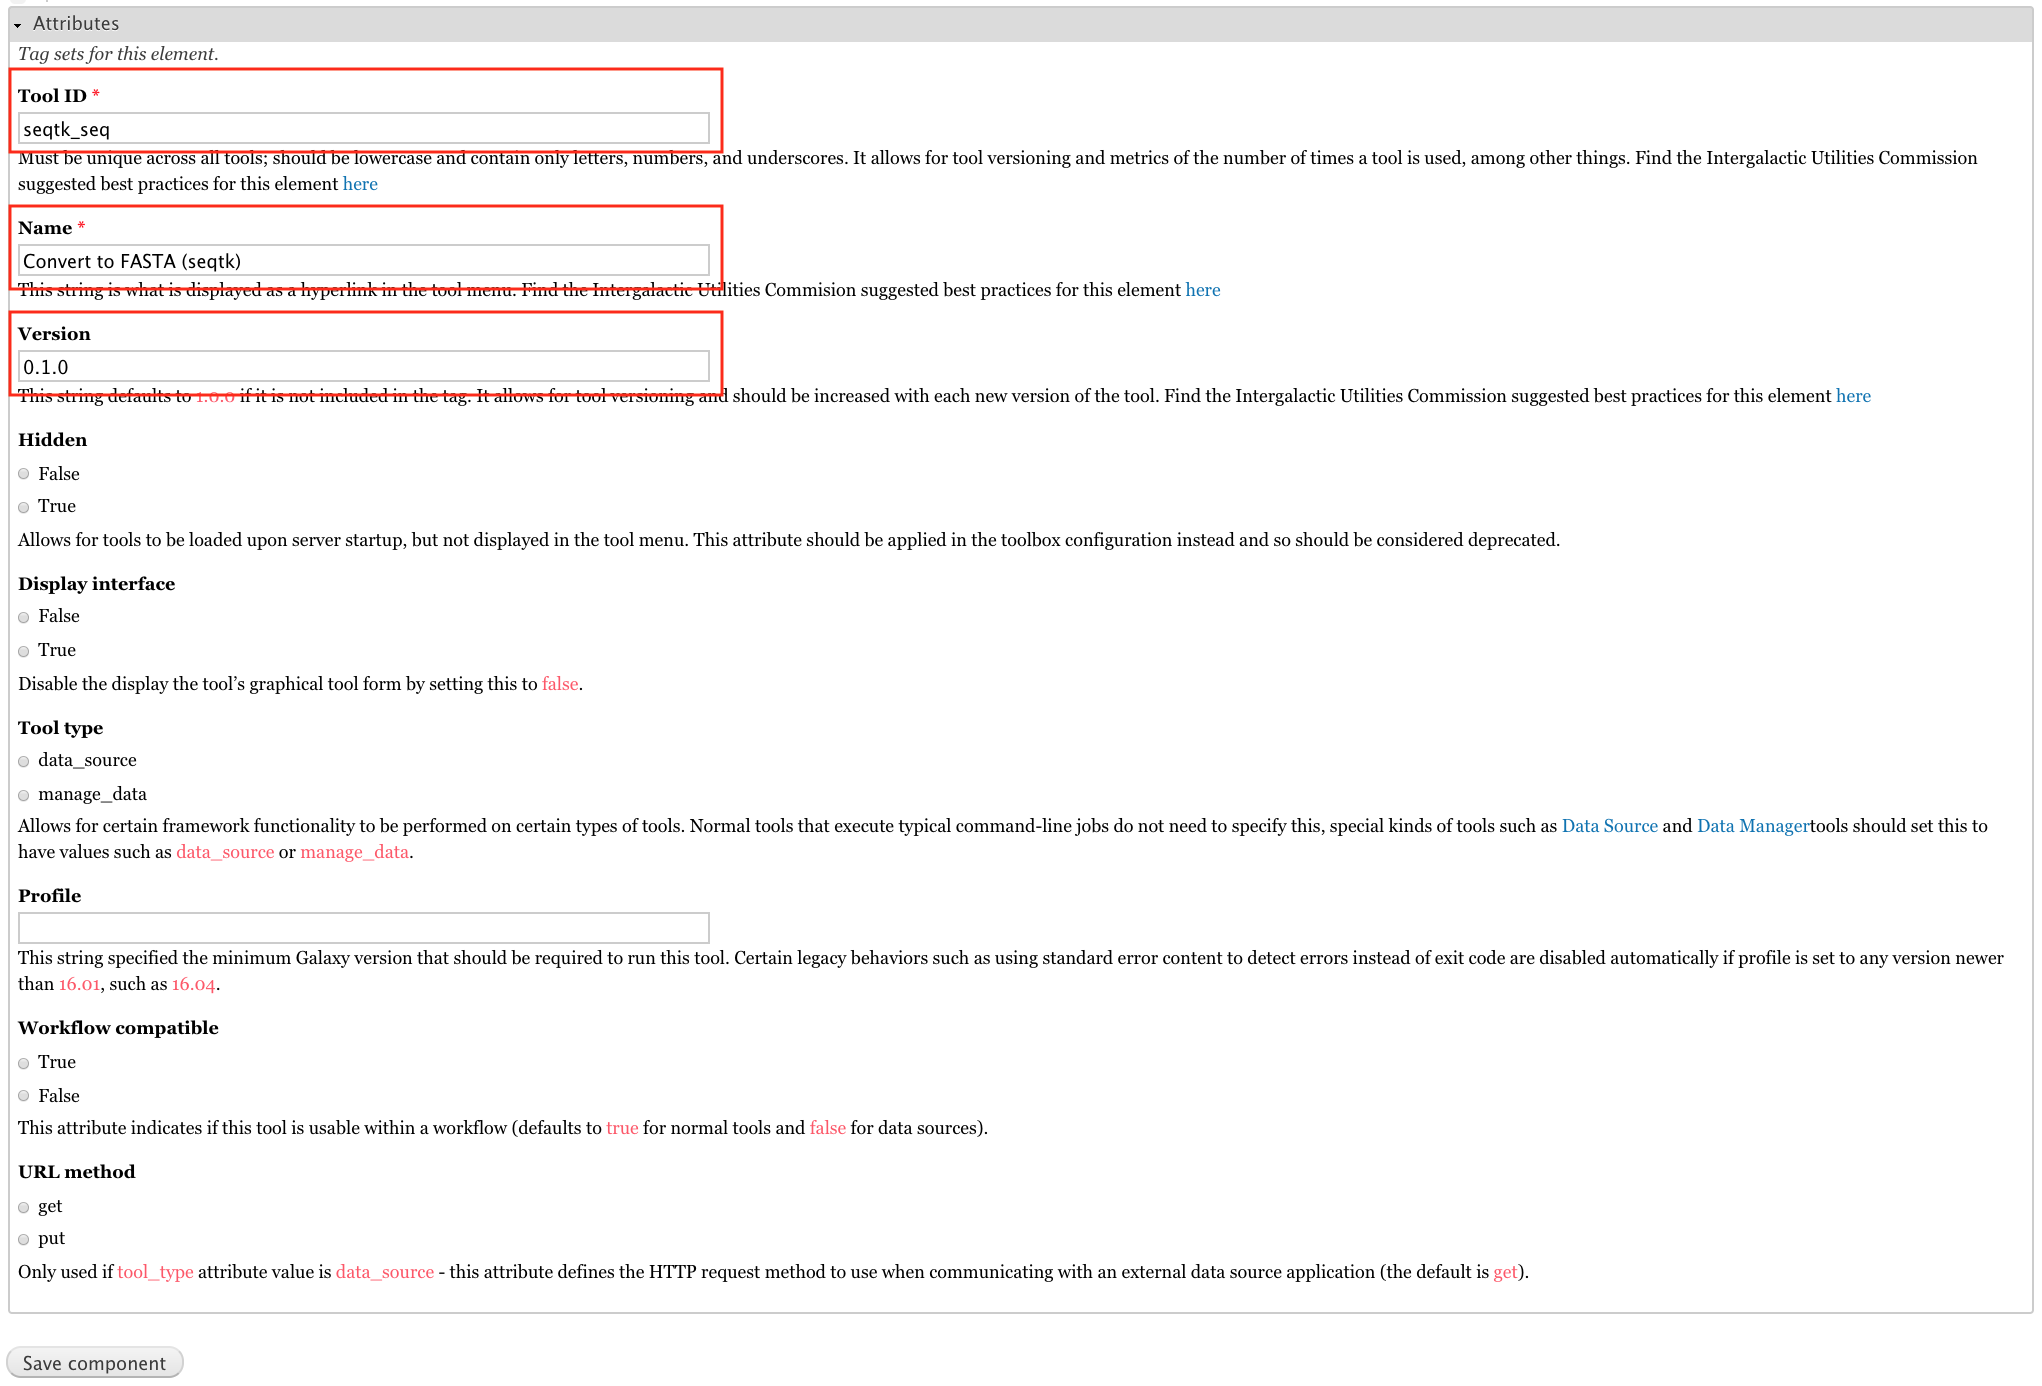 Attributes
Tag sets for this element.
Tool ID *
seqtk_seq
Must be unique across all tools; should be lowercase and contain only letters, numbers, and underscores. It allows for tool versioning and metrics of the number of times a tool is used, among other things. Find the Intergalactic Utilities Commission
suggested best practices for this element here
Name *
Convert to FASTA (seqtk)
This string is what is displayed as a hyperlink in the tool menu. Find the Intergalactic Utilities Commision suggested best practices for this element here
Version
0.1.0
This string defaults to 1.0.0 if it is not included in the tag. It allows for tool versioning and should be increased with each new version of the tool. Find the Intergalactic Utilities Commission suggested best practices for this element here
Hidden
False
True
Allows for tools to be loaded upon server startup, but not displayed in the tool menu. This attribute should be applied in the toolbox configuration instead and so should be considered deprecated.
Display interface
False
True
Disable the display the tool’s graphical tool form by setting this to false.
Tool type
data_source
manage_data
Allows for certain framework functionality to be performed on certain types of tools. Normal tools that execute typical command-line jobs do not need to specify this, special kinds of tools such as Data Source and Data Managertools should set this to
have values such as data_source or manage_data.
Profile
This string specified the minimum Galaxy version that should be required to run this tool. Certain legacy behaviors such as using standard error content to detect errors instead of exit code are disabled automatically if profile is set to any version newer
than 16.01, such as 16.04.
Workflow compatible
True
False
This attribute indicates if this tool is usable within a workflow (defaults to true for normal tools and false for data sources).
URL method
get
put
Only used if tool_type attribute value is data_source - this attribute defines the HTTP request method to use when communicating with an external data source application (the default is get).
Save component